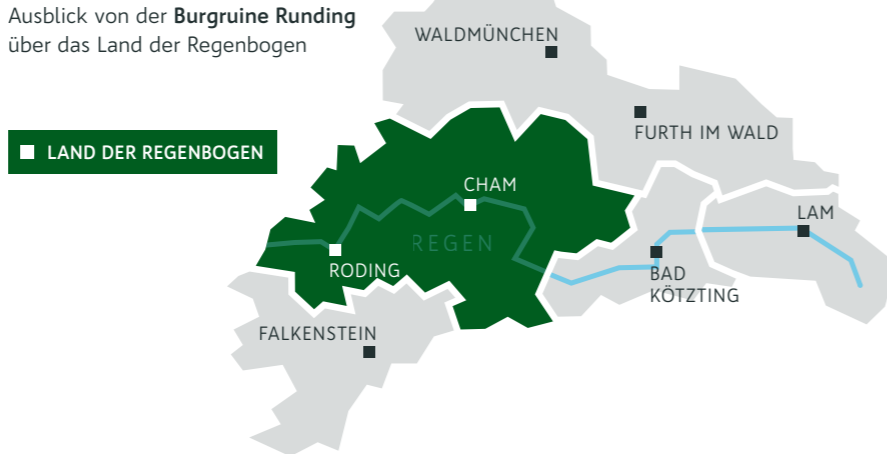 Ausblick von der Burgruine Runding
über das Land der Regenbogen
WALDMÜNCHEN
FURTH IM WALD
LAND DER REGENBOGEN
CHAM
LAM
REGEN
RODING
BAD
KÖTZTING
FALKENSTEIN